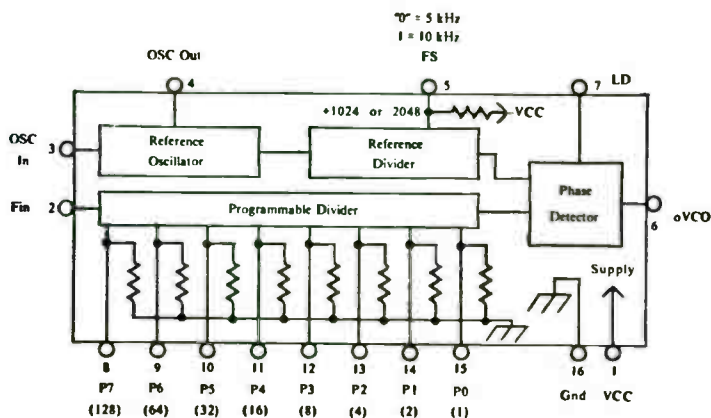 "0" = 5 kHz
1 = 10 kHz
OSC Out
FS
4
5
7 LD
+1024 or 2048
VCC
OSC
In
3
Reference
Oscillator
Reference
Divider
Phase
Detector
Fin
2
Programmable Divider
6
oVCO
Supply
8
9
10
11
12
13
14
15
16
1
P7
P6
P5
P4
P3
P2
P1
P0
Gnd
VCC
(128)
(64)
(32)
(16)
(8)
(4)
(2)
(1)